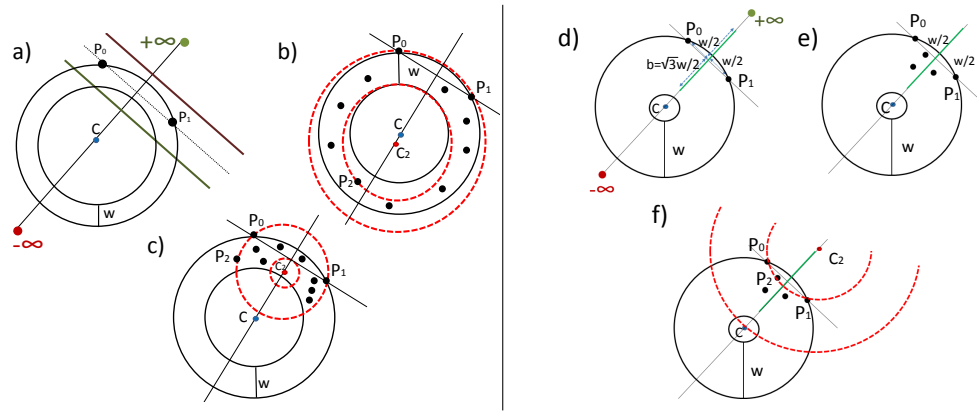 a)
+∞
P₀
P₁
C
w
-∞
b)
P₀
w
P₁
C
C₂
P₂
c)
P₀
P₂
C₂
P₁
C
w
d)
+∞
P₀
w/2
b=√3w/2
w/2
P₁
C
w
-∞
e)
P₀
w/2
w/2
P₁
C
w
f)
P₀
C₂
P₂
P₁
C
w